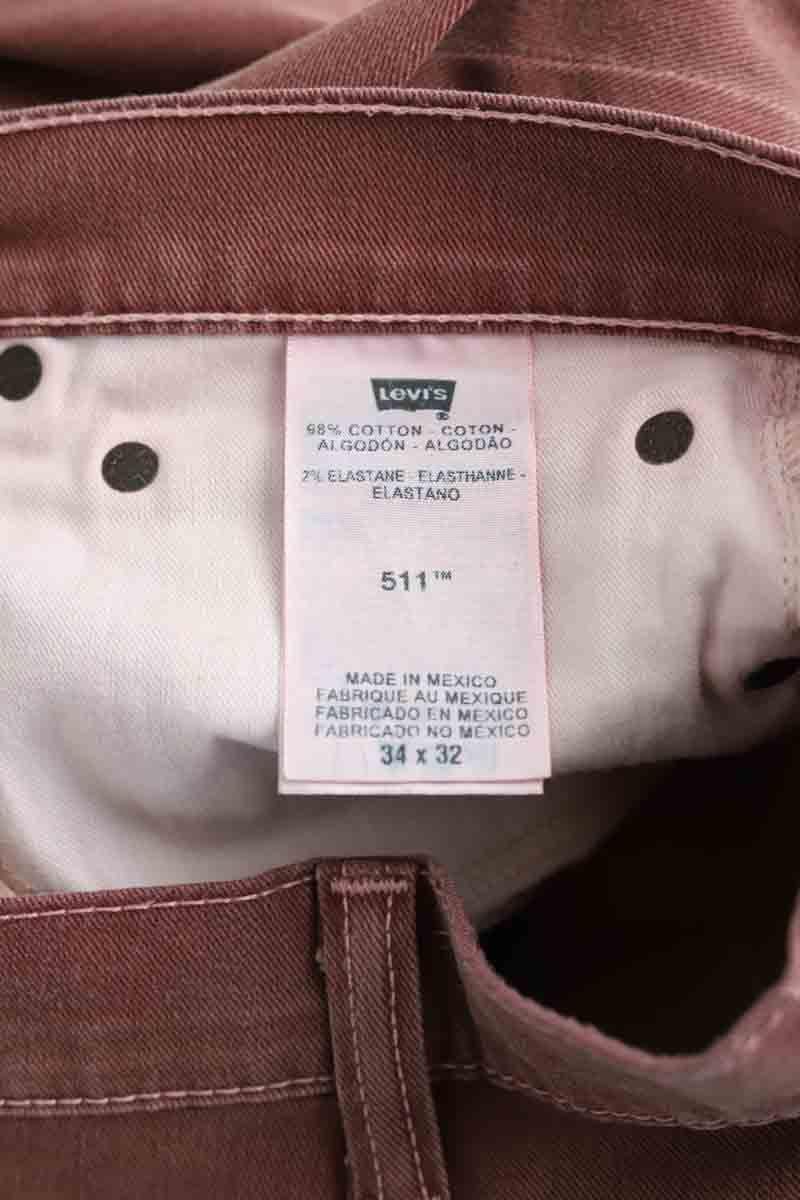 Levi's
®
98% COTTON - COTON -
ALGODÓN - ALGODÃO
2% ELASTANE - ELASTHANNE -
ELASTANO
511™
MADE IN MEXICO
FABRIQUE AU MEXIQUE
FABRICADO EN MÉXICO
FABRICADO NO MÉXICO
34 x 32